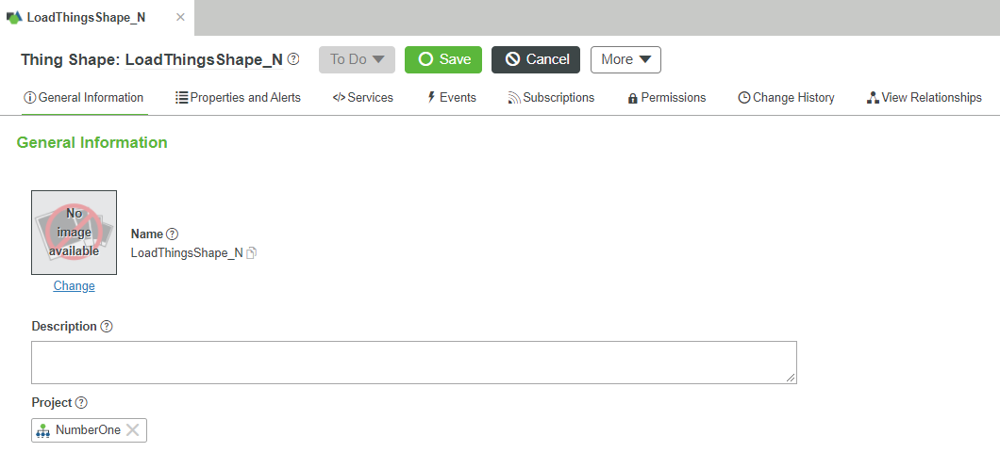 LoadThingsShape_N
Thing Shape: LoadThingsShape_N To Do Save Cancel More
General Information Properties and Alerts Services Events Subscriptions Permissions Change History View Relationships
General Information
No
image
available
Name
LoadThingsShape_N
Change
Description
Project
NumberOne